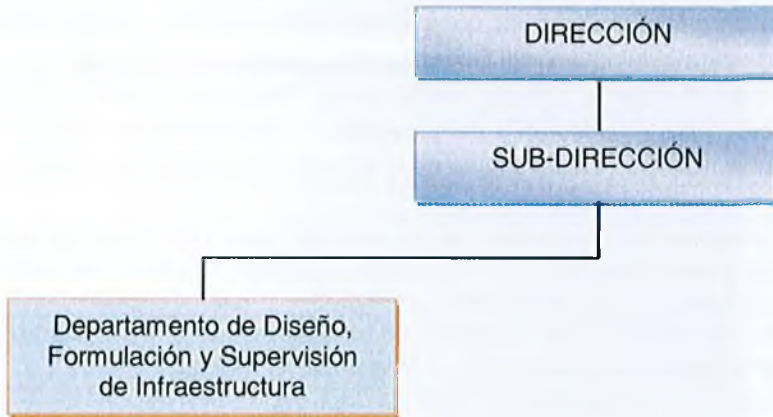 DIRECCIÓN
SUB-DIRECCIÓN
Departamento de Diseño,
Formulación y Supervisión
de Infraestructura